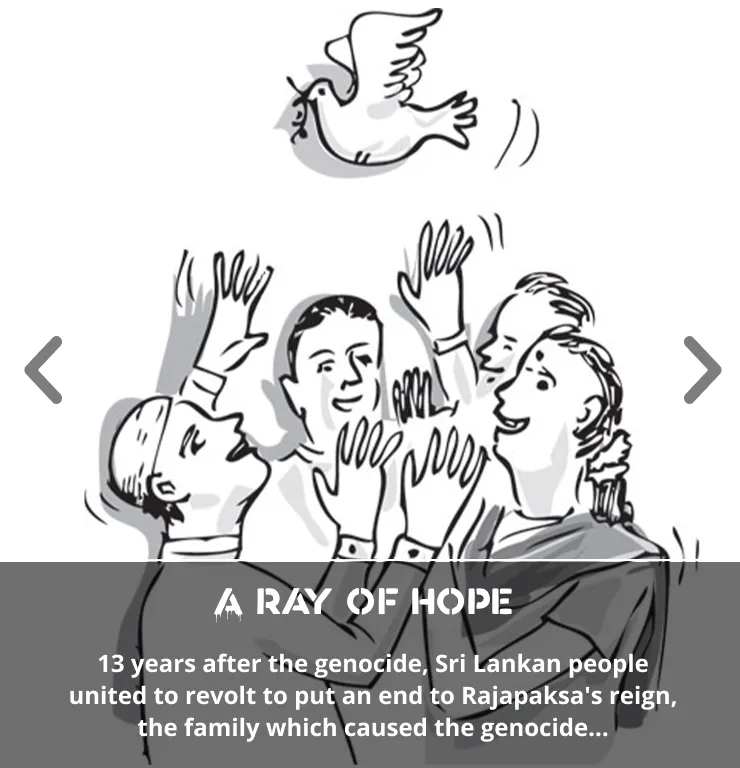 A RAY OF HOPE
13 years after the genocide, Sri Lankan people
united to revolt to put an end to Rajapaksa's reign,
the family which caused the genocide...